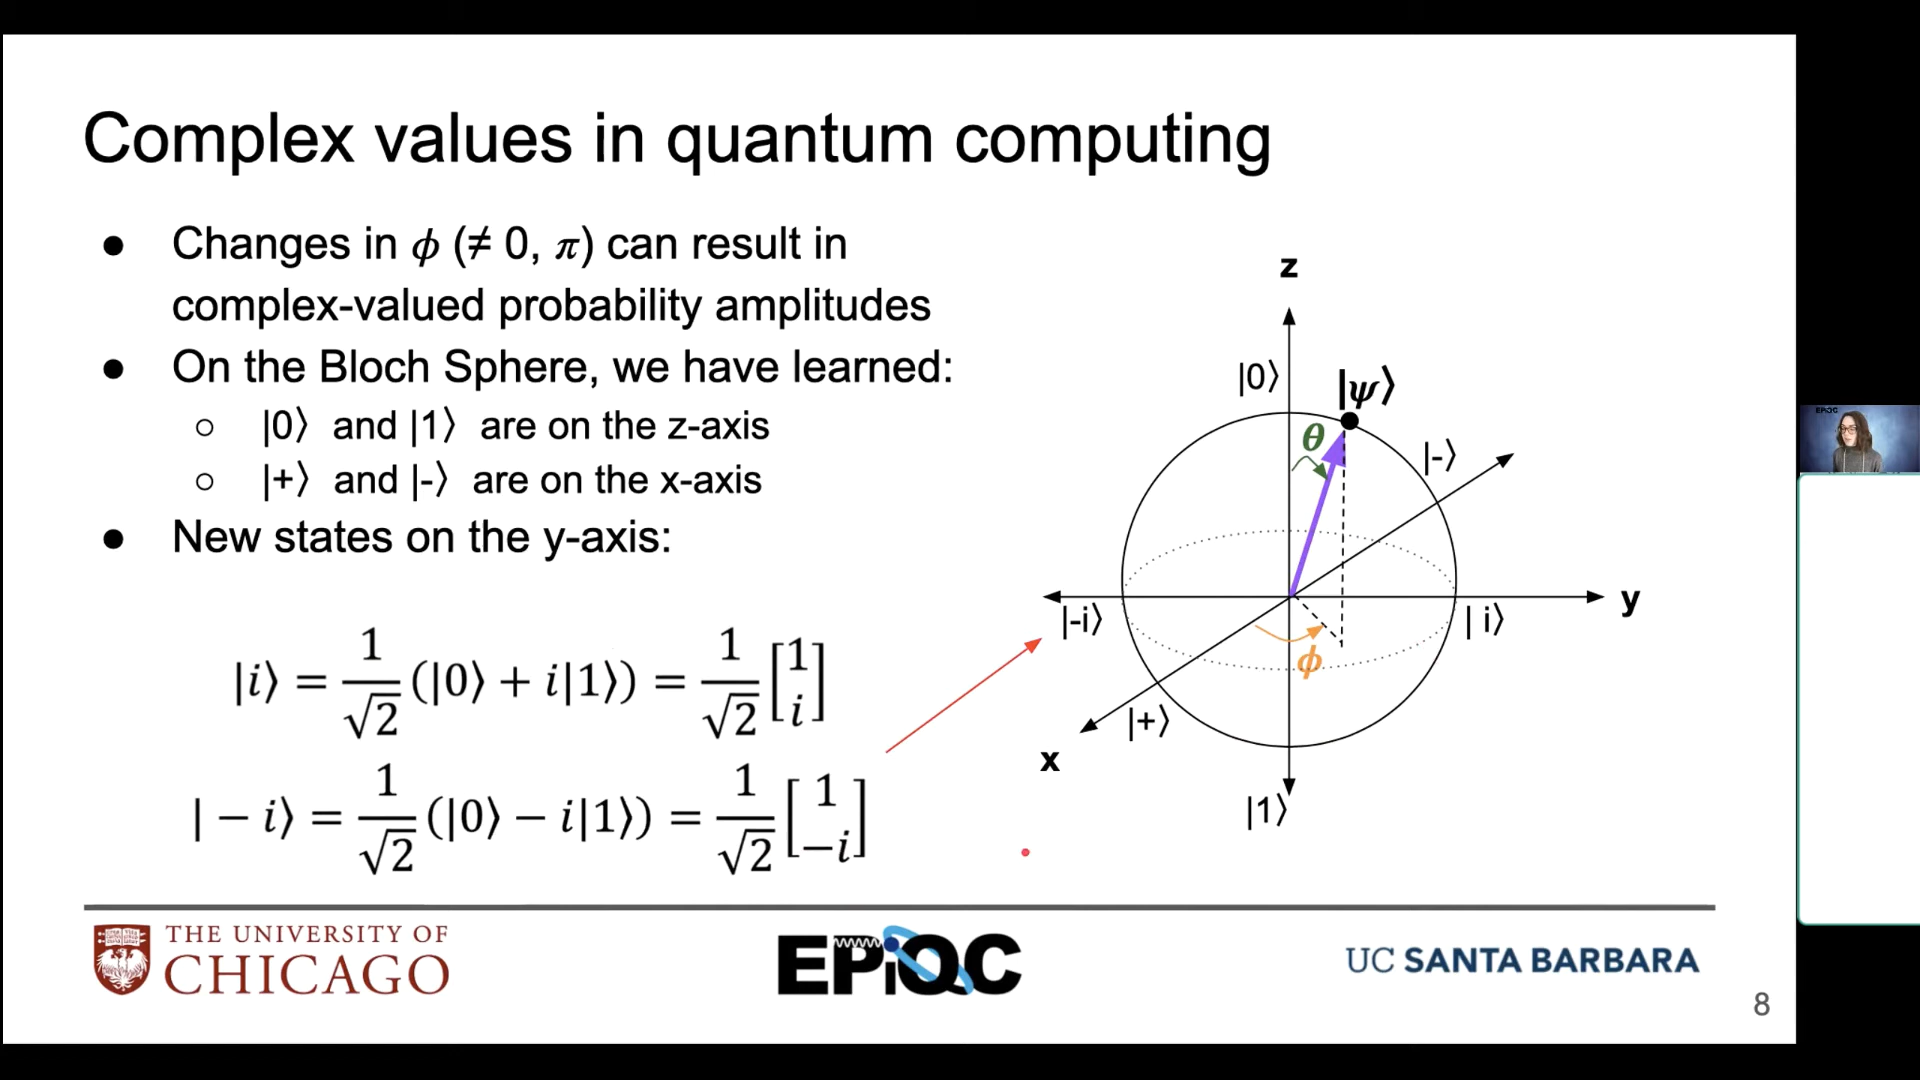 Complex values in quantum computing
● Changes in ϕ (≠ 0, π) can result in
complex-valued probability amplitudes
● On the Bloch Sphere, we have learned:
○ |0⟩ and |1⟩ are on the z-axis
○ |+⟩ and |-⟩ are on the x-axis
● New states on the y-axis:
|i⟩ = 1/√2 (|0⟩ + i|1⟩) = 1/√2 [1 i]
|− i⟩ = 1/√2 (|0⟩ − i|1⟩) = 1/√2 [1 −i]
z
|0⟩
|ψ⟩
θ
|-⟩
|-i⟩
| i⟩
y
ϕ
|+⟩
x
|1⟩
EPiQC
THE UNIVERSITY OF
CHICAGO
EPiQC
UC SANTA BARBARA
8